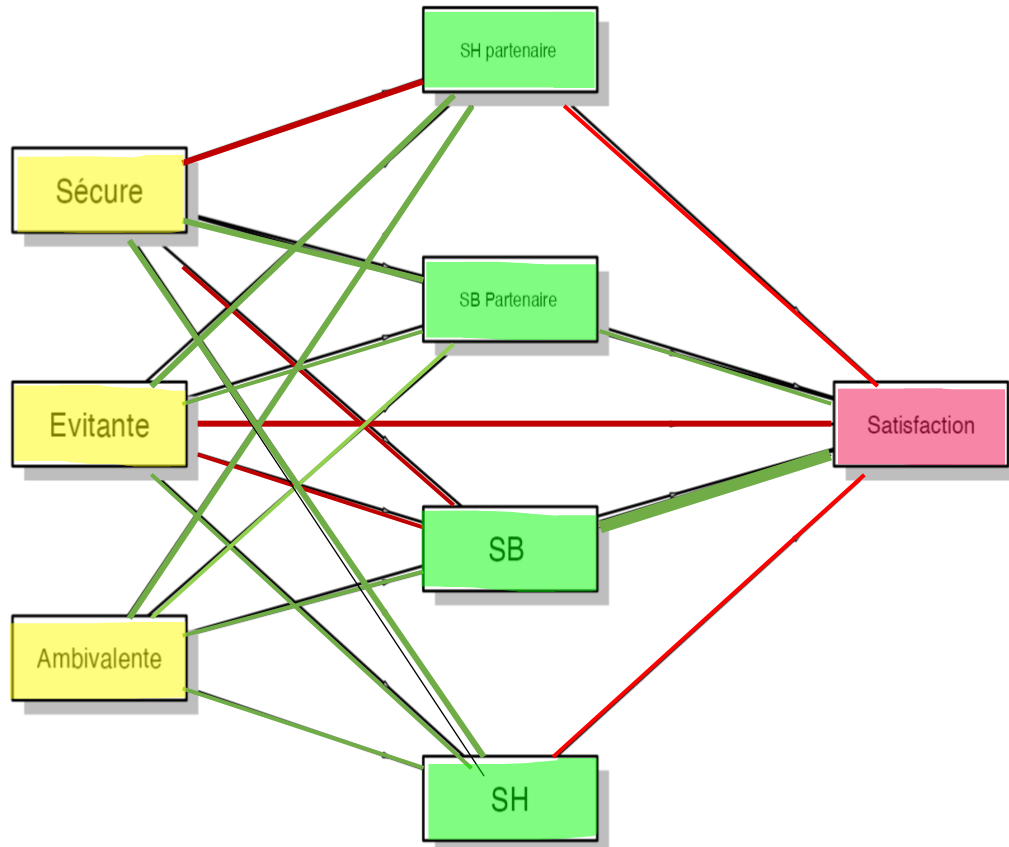 SH partenaire
Sécure
SB Partenaire
Evitante
Satisfaction
SB
Ambivalente
SH